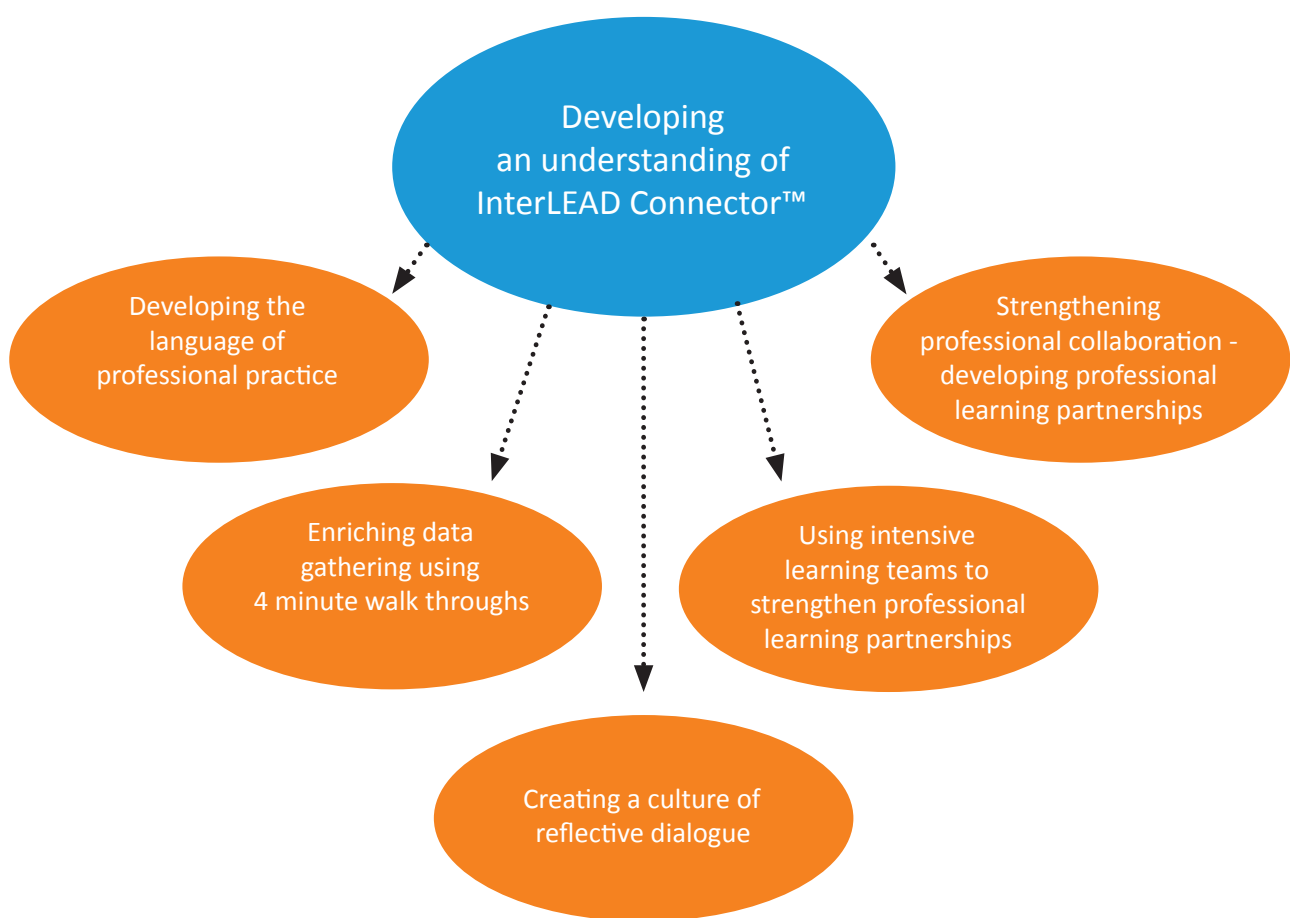 Developing
an understanding of
InterLEAD Connector™
Developing the
language of
professional practice
Strengthening
professional collaboration -
developing professional
learning partnerships
Enriching data
gathering using
4 minute walk throughs
Using intensive
learning teams to
strengthen professional
learning partnerships
Creating a culture of
reflective dialogue